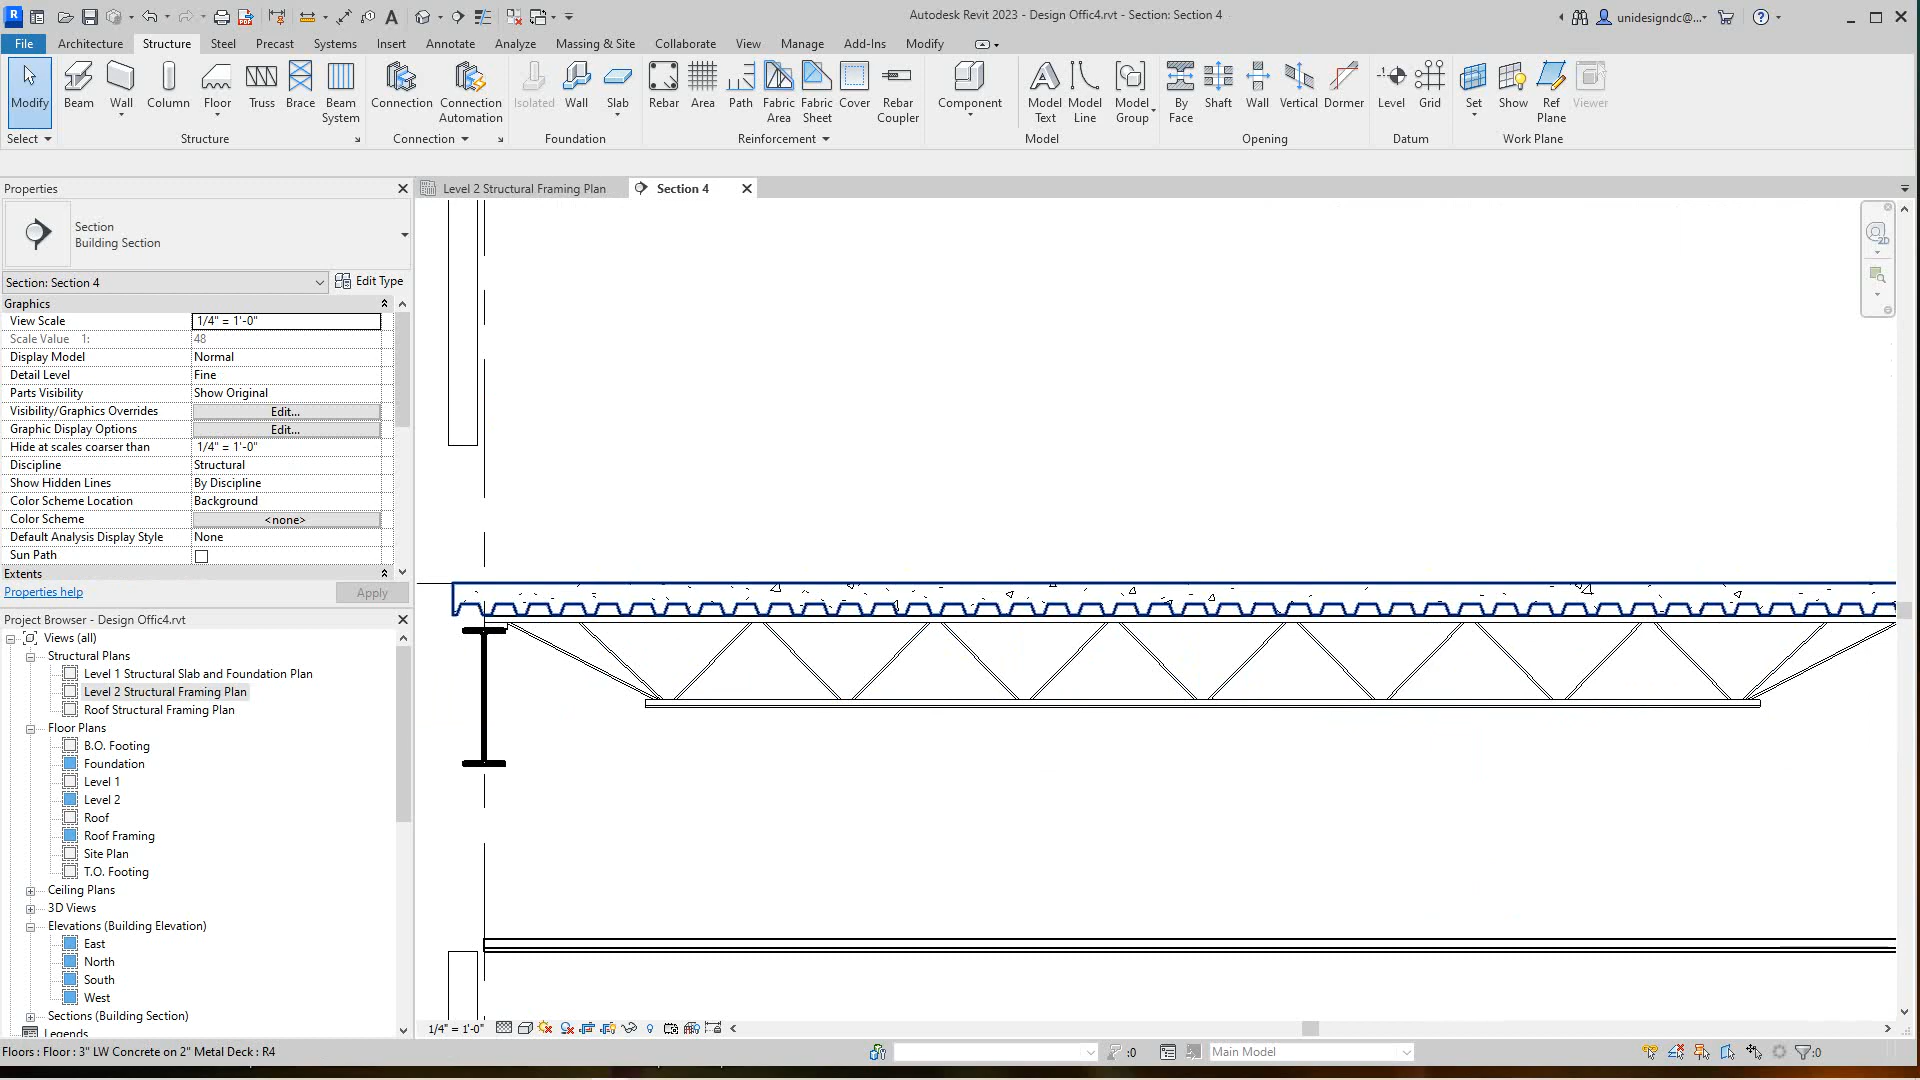 Autodesk Revit 2023 - Design Offic4.rvt - Section: Section 4
unidesigndc@...
File Architecture Structure Steel Precast Systems Insert Annotate Analyze Massing & Site Collaborate View Manage Add-Ins Modify
Modify Beam Wall Column Floor Truss Brace Beam System Connection Connection Automation Isolated Wall Slab Rebar Area Path Fabric Area Fabric Sheet Cover Rebar Coupler Component Model Text Model Line Model Group By Face Shaft Wall Vertical Dormer Level Grid Set Show Ref Plane Viewer
Select Structure Connection Foundation Reinforcement Model Opening Datum Work Plane
Properties
Level 2 Structural Framing Plan Section 4
Section
Building Section
Section: Section 4 Edit Type
Graphics
View Scale 1/4" = 1'-0"
Scale Value 1: 48
Display Model Normal
Detail Level Fine
Parts Visibility Show Original
Visibility/Graphics Overrides Edit...
Graphic Display Options Edit...
Hide at scales coarser than 1/4" = 1'-0"
Discipline Structural
Show Hidden Lines By Discipline
Color Scheme Location Background
Color Scheme <none>
Default Analysis Display Style None
Sun Path
Extents
Properties help Apply
Project Browser - Design Offic4.rvt
Views (all)
Structural Plans
Level 1 Structural Slab and Foundation Plan
Level 2 Structural Framing Plan
Roof Structural Framing Plan
Floor Plans
B.O. Footing
Foundation
Level 1
Level 2
Roof
Roof Framing
Site Plan
T.O. Footing
Ceiling Plans
3D Views
Elevations (Building Elevation)
East
North
South
West
Sections (Building Section)
Legends
1/4" = 1'-0"
Floors : Floor : 3" LW Concrete on 2" Metal Deck : R4
:0
Main Model
:0